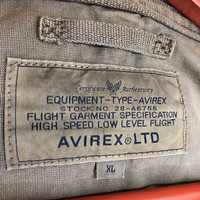 Certificate Authenticity
EQUIPMENT-TYPE-AVIREX
STOCK NO. 28-A6755
FLIGHT GARMENT SPECIFICATION
HIGH SPEED LOW LEVEL FLIGHT
AVIREX LTD
XL